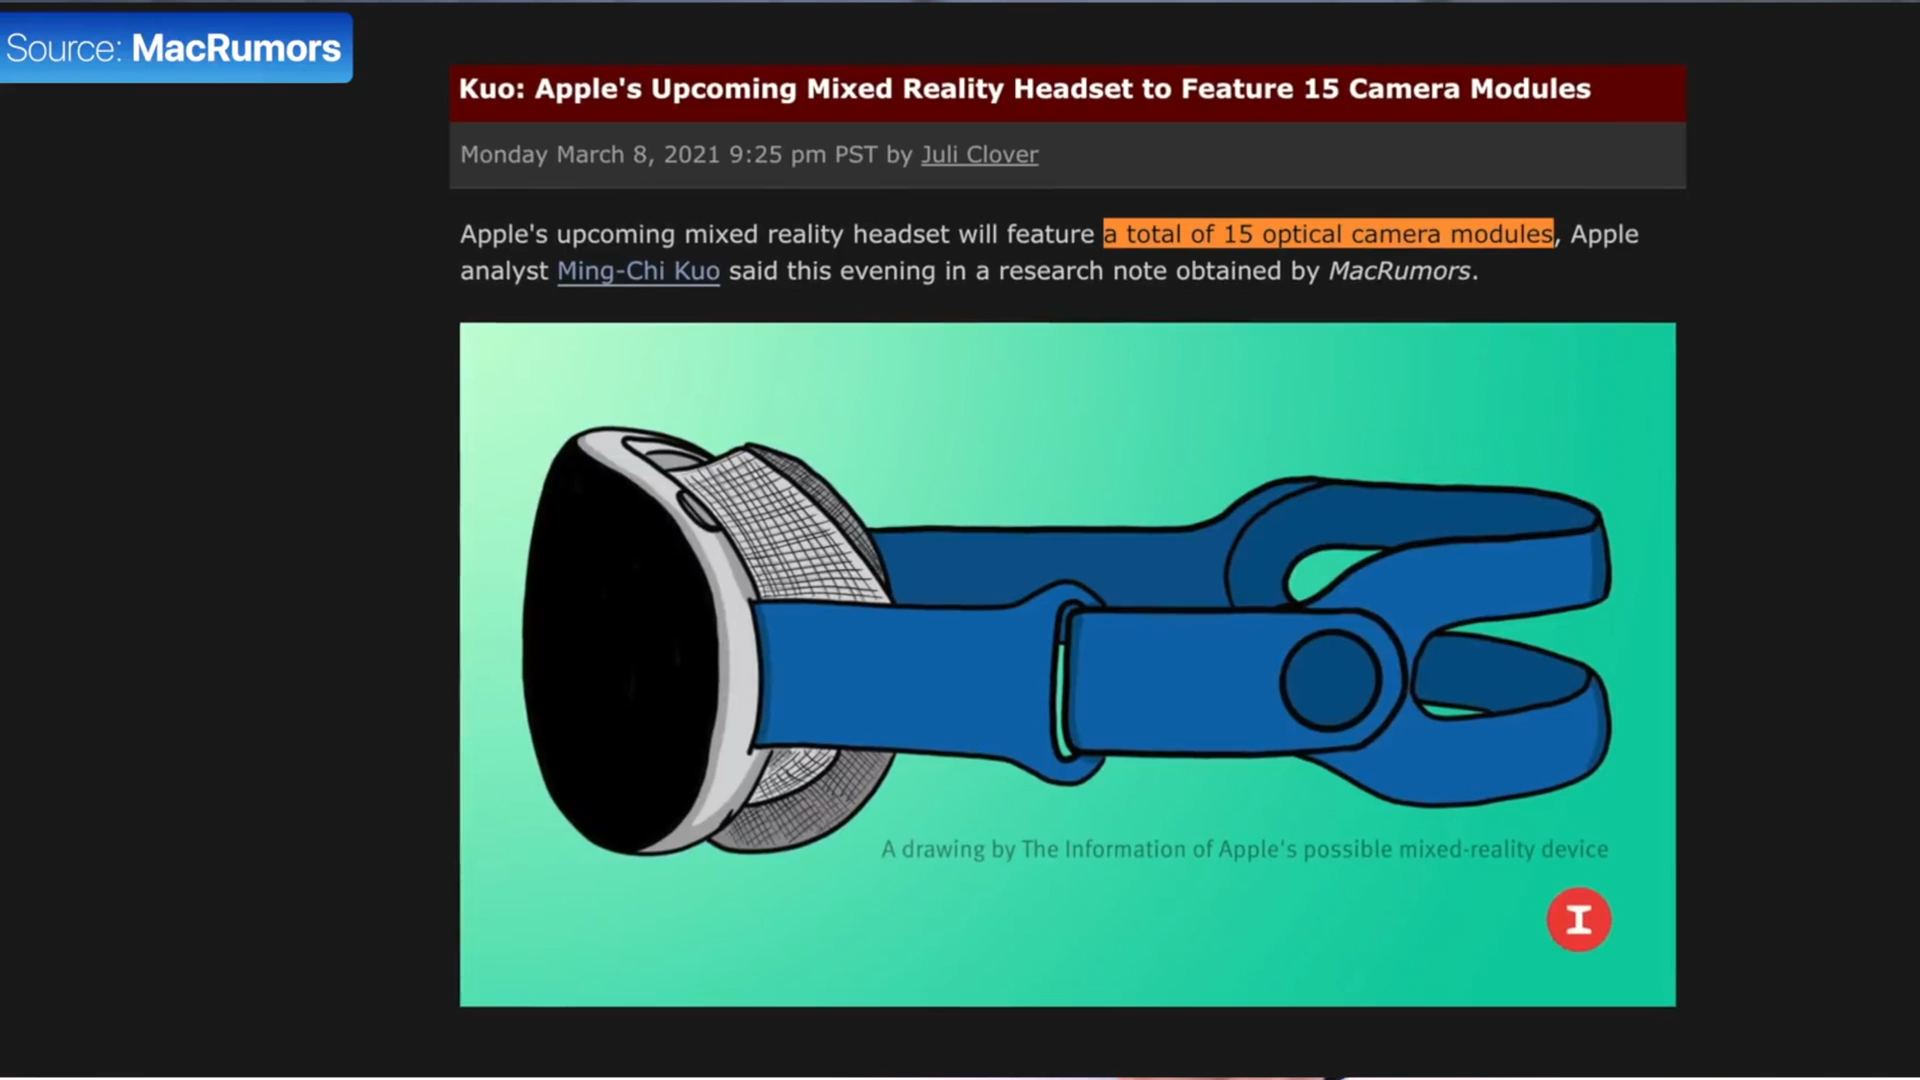 Source: MacRumors
Kuo: Apple's Upcoming Mixed Reality Headset to Feature 15 Camera Modules
Monday March 8, 2021 9:25 pm PST by Juli Clover
Apple's upcoming mixed reality headset will feature a total of 15 optical camera modules, Apple
analyst Ming-Chi Kuo said this evening in a research note obtained by MacRumors.
A drawing by The Information of Apple's possible mixed-reality device
I